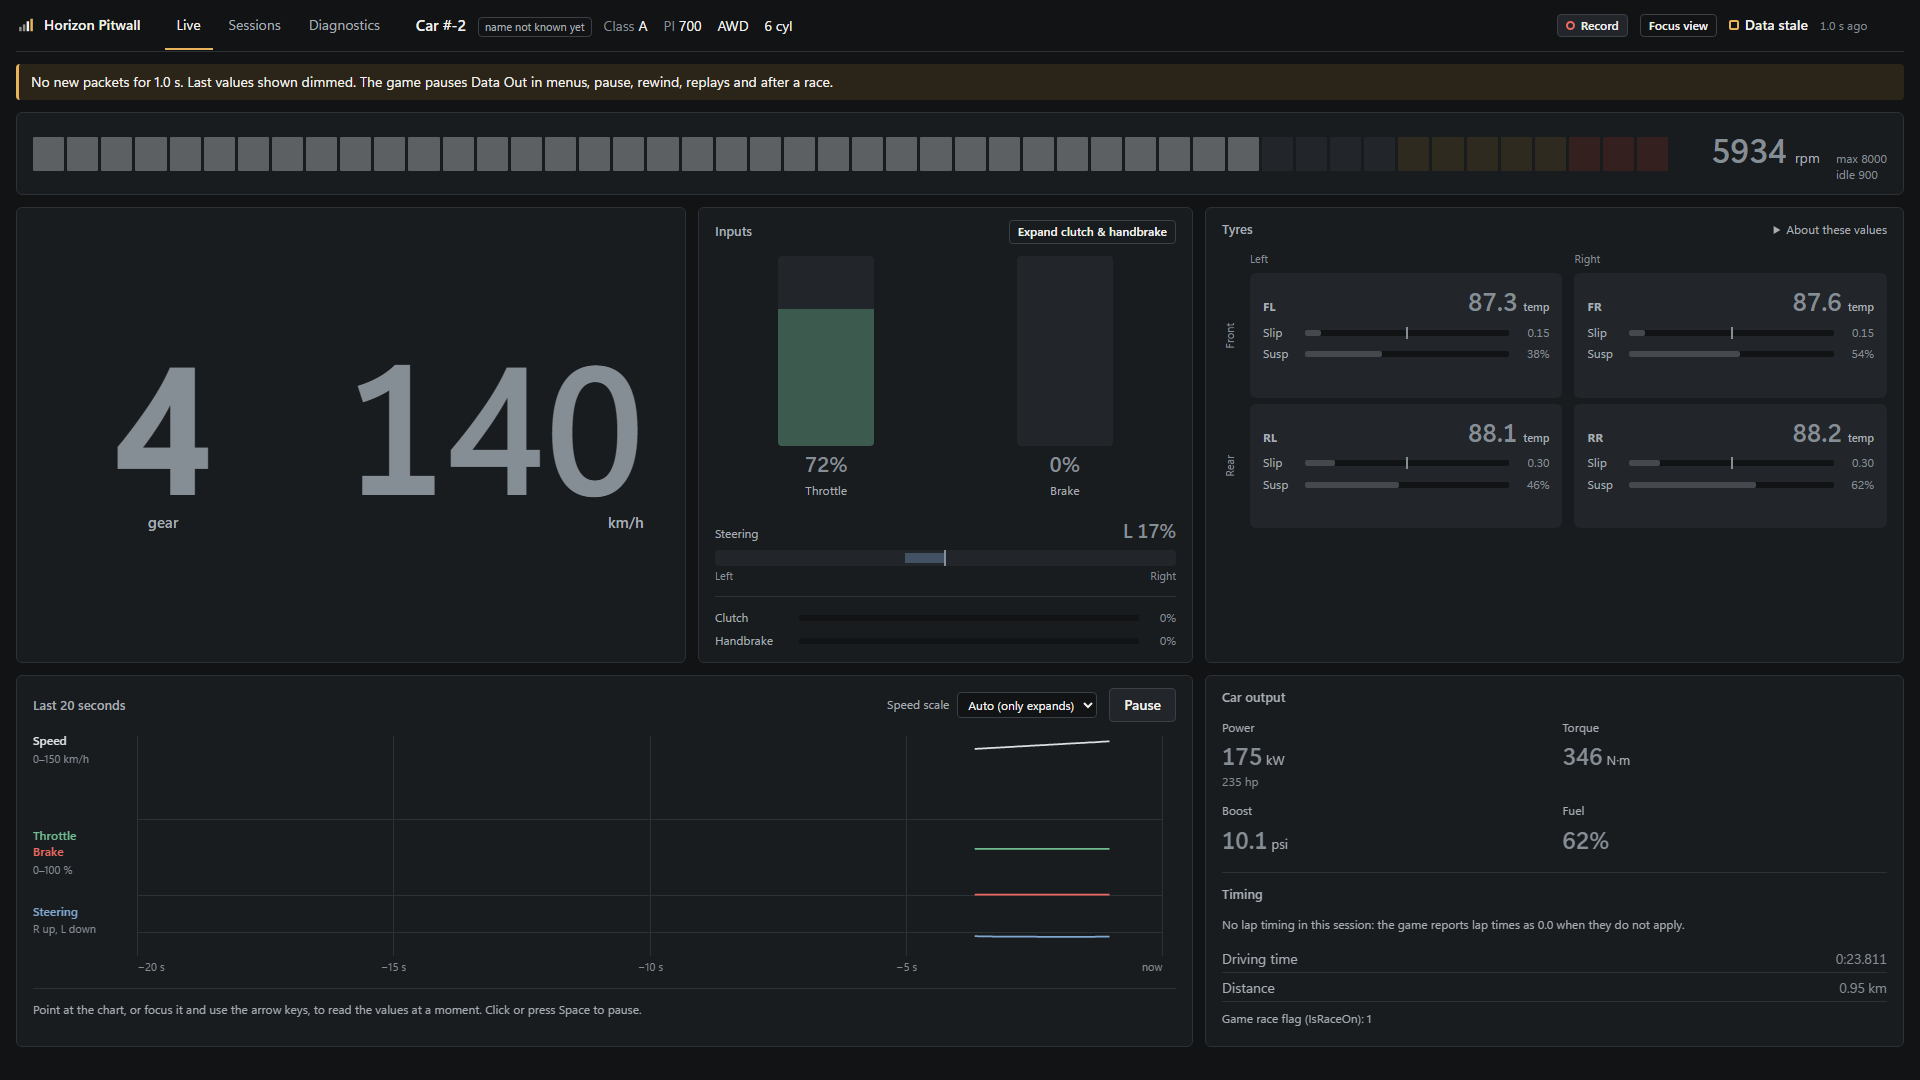 Horizon Pitwall
Live
Sessions
Diagnostics
Car #-2
name not known yet
Class A
PI 700
AWD
6 cyl
Record
Focus view
Data stale
1.0 s ago
No new packets for 1.0 s. Last values shown dimmed. The game pauses Data Out in menus, pause, rewind, replays and after a race.
5934 rpm
max 8000
idle 900
4
gear
140
km/h
Inputs
Expand clutch & handbrake
72%
Throttle
0%
Brake
Steering
L 17%
Left
Right
Clutch
0%
Handbrake
0%
Tyres
About these values
Left
Right
Front
FL
87.3 temp
Slip
0.15
Susp
38%
FR
87.6 temp
Slip
0.15
Susp
54%
Rear
RL
88.1 temp
Slip
0.30
Susp
46%
RR
88.2 temp
Slip
0.30
Susp
62%
Last 20 seconds
Speed scale
Auto (only expands)
Pause
Speed
0–150 km/h
Throttle
Brake
0–100 %
Steering
R up, L down
−20 s
−15 s
−10 s
−5 s
now
Point at the chart, or focus it and use the arrow keys, to read the values at a moment. Click or press Space to pause.
Car output
Power
175 kW
235 hp
Torque
346 N·m
Boost
10.1 psi
Fuel
62%
Timing
No lap timing in this session: the game reports lap times as 0.0 when they do not apply.
Driving time
0:23.811
Distance
0.95 km
Game race flag (IsRaceOn): 1